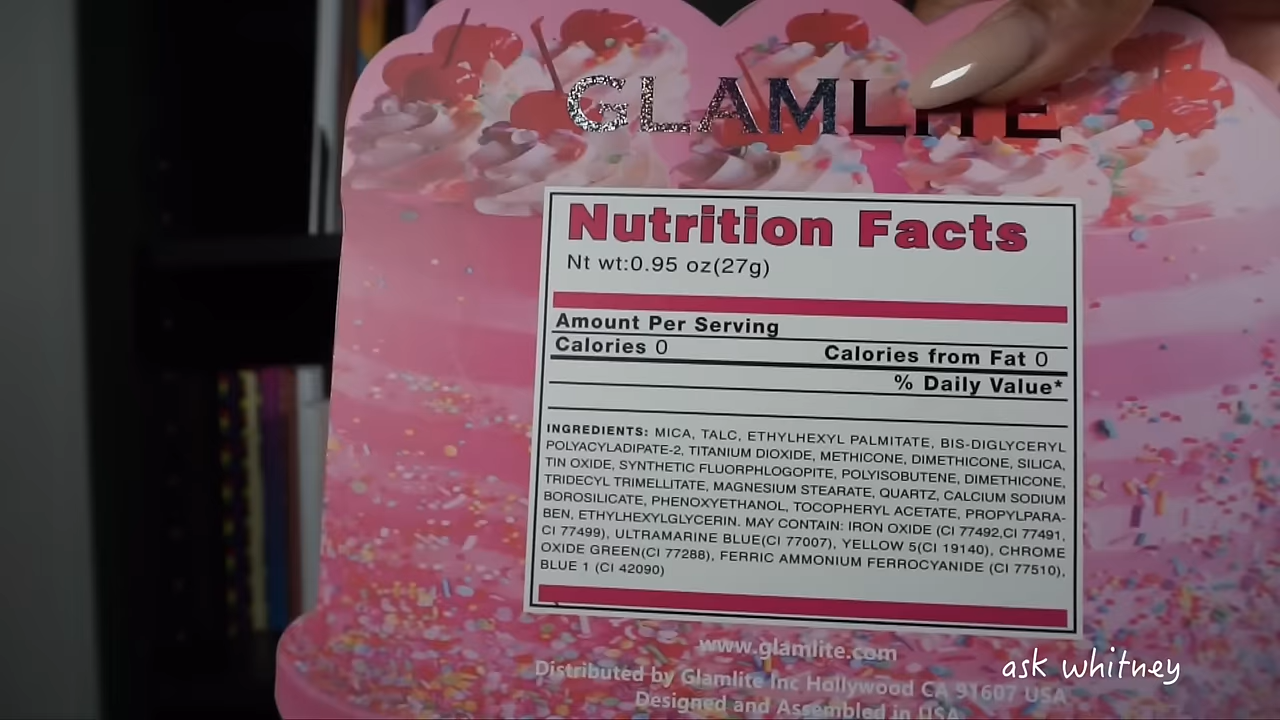 GLAMLITE
Nutrition Facts
Nt wt:0.95 oz(27g)
Amount Per Serving
Calories 0 Calories from Fat 0
% Daily Value*
INGREDIENTS: MICA, TALC, ETHYLHEXYL PALMITATE, BIS-DIGLYCERYL
POLYACYLADIPATE-2, TITANIUM DIOXIDE, METHICONE, DIMETHICONE, SILICA,
TIN OXIDE, SYNTHETIC FLUORPHLOGOPITE, POLYISOBUTENE, DIMETHICONE,
TRIDECYL TRIMELLITATE, MAGNESIUM STEARATE, QUARTZ, CALCIUM SODIUM
BOROSILICATE, PHENOXYETHANOL, TOCOPHERYL ACETATE, PROPYLPARA-
BEN, ETHYLHEXYLGLYCERIN. MAY CONTAIN: IRON OXIDE (CI 77492,CI 77491,
CI 77499), ULTRAMARINE BLUE(CI 77007), YELLOW 5(CI 19140), CHROME
OXIDE GREEN(CI 77288), FERRIC AMMONIUM FERROCYANIDE (CI 77510),
BLUE 1 (CI 42090)
www.glamlite.com
Distributed by Glamlite Inc Hollywood CA 91607 USA
Designed and Assembled in USA
ask whitney